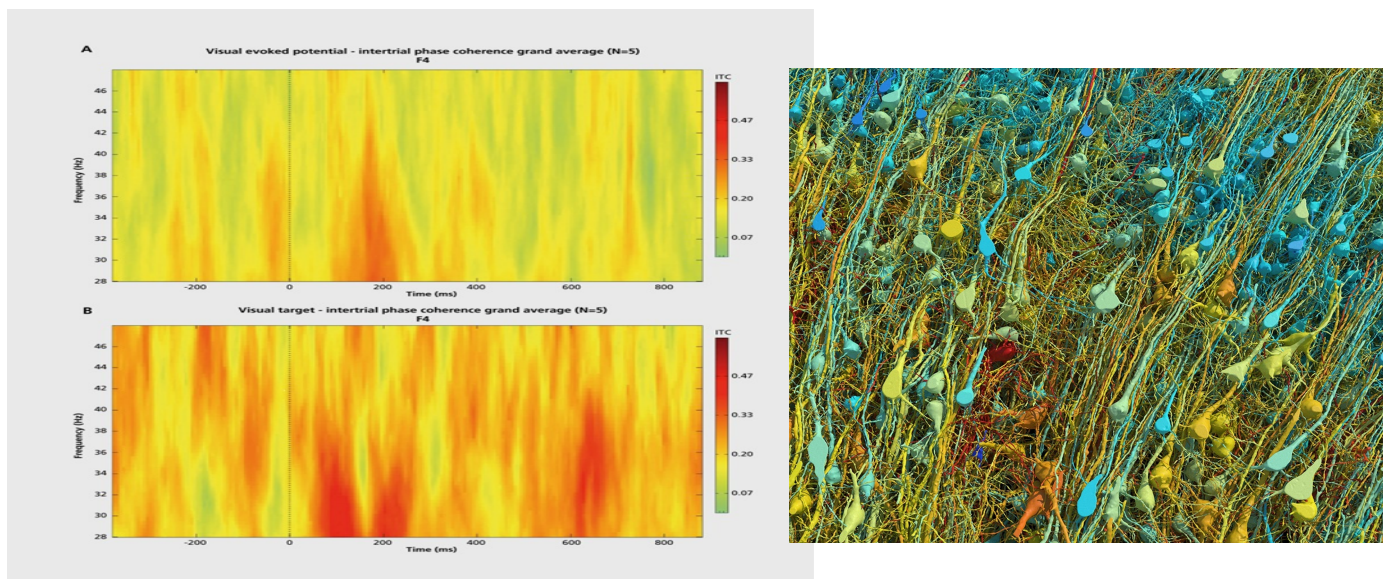 A
Visual evoked potential - intertrial phase coherence grand average (N=5)
F4
ITC
46
44
42
40
38
36
34
32
30
28
Frequency (Hz)
0.47
0.33
0.20
0.07
-200 0 200 400 600 800
Time (ms)
B
Visual target - intertrial phase coherence grand average (N=5)
F4
ITC
46
44
42
40
38
36
34
32
30
28
Frequency (Hz)
0.47
0.33
0.20
0.07
-200 0 200 400 600 800
Time (ms)